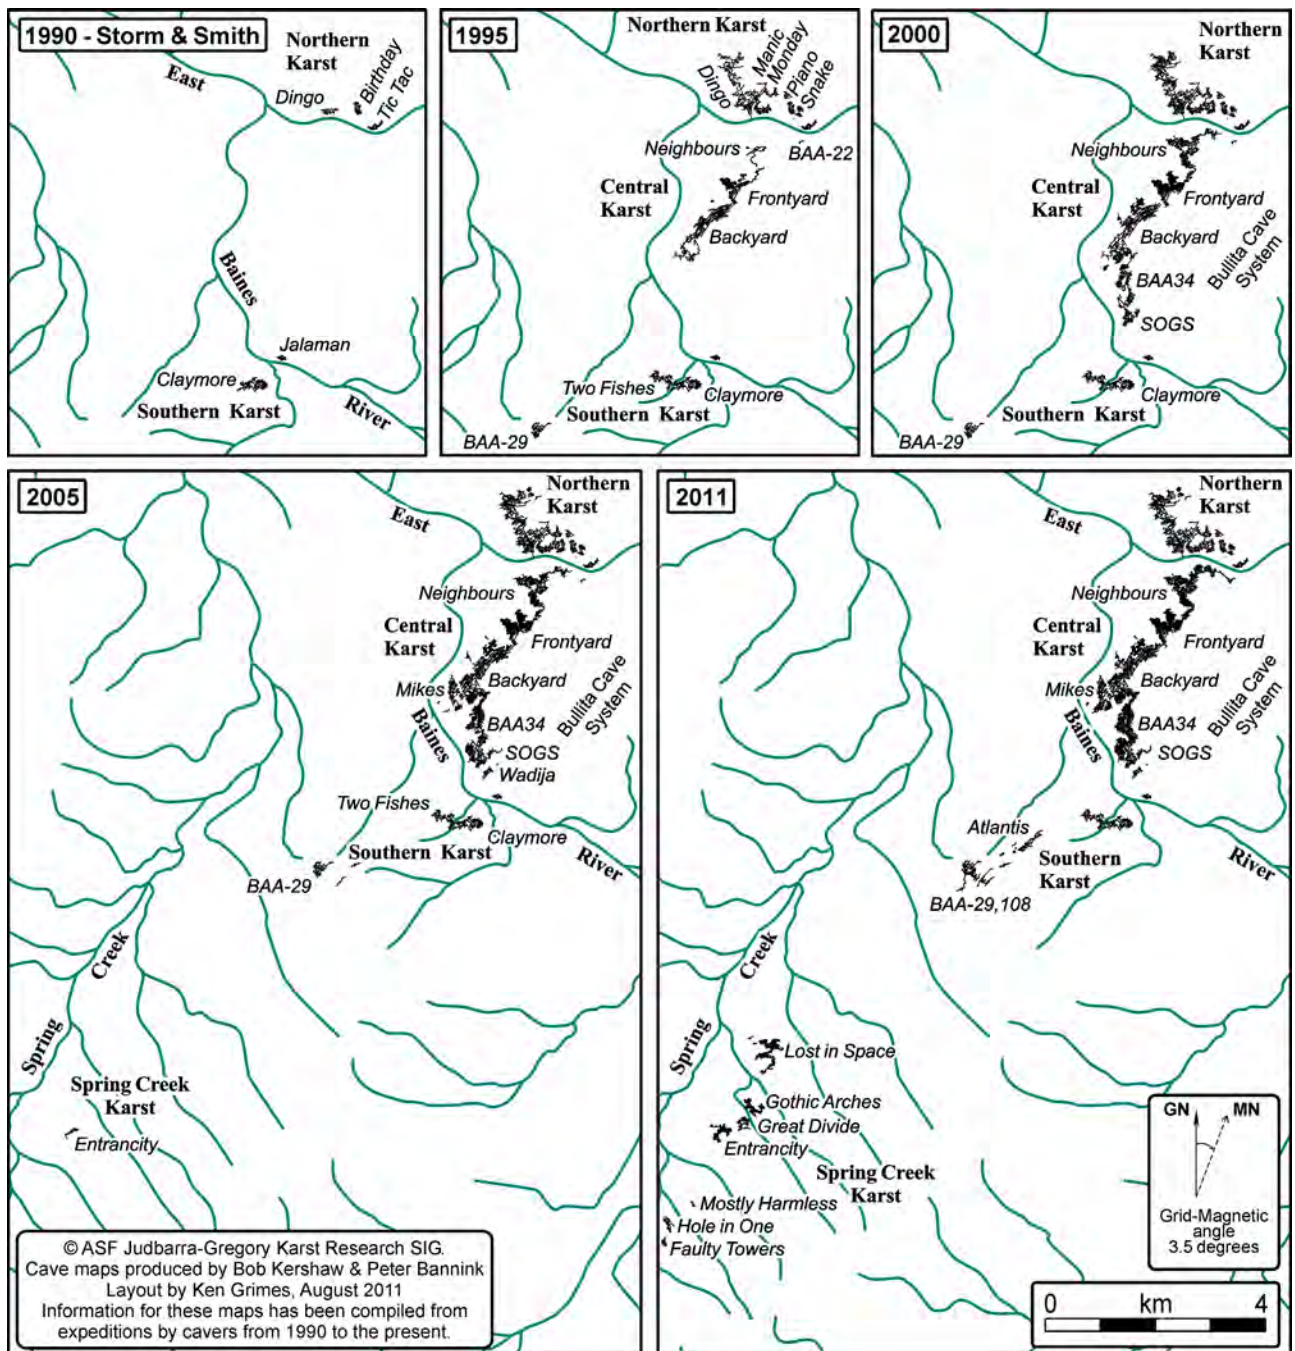 1990 - Storm & Smith
Northern
Karst
East
Dingo
Birthday
Tic Tac
Baines
Jalaman
Claymore
Southern Karst
River
1995
Northern Karst
Dingo
Manic
Monday
Piano
Snake
Neighbours
BAA-22
Central
Karst
Frontyard
Backyard
Two Fishes
Claymore
Southern Karst
BAA-29
2000
Northern
Karst
Neighbours
Central
Karst
Frontyard
Backyard
Bullita Cave
System
BAA34
SOGS
Claymore
Southern Karst
BAA-29
2005
Northern
Karst
East
Neighbours
Central
Karst
Frontyard
Backyard
Mikes
Bullita Cave
System
Baines
BAA34
SOGS
Wadija
Two Fishes
Claymore
Southern Karst
River
BAA-29
Creek
Spring
Spring Creek
Karst
Entrancity
© ASF Judbarra-Gregory Karst Research SIG.
Cave maps produced by Bob Kershaw & Peter Bannink
Layout by Ken Grimes, August 2011
Information for these maps has been compiled from
expeditions by cavers from 1990 to the present.
2011
Northern
Karst
East
Neighbours
Central
Karst
Frontyard
Backyard
Mikes
Bullita Cave
System
Baines
BAA34
SOGS
Atlantis
Southern
Karst
River
BAA-29,108
Creek
Spring
Lost in Space
Gothic Arches
Great Divide
Entrancity
Spring Creek
Karst
Mostly Harmless
Hole in One
Faulty Towers
GN MN
Grid-Magnetic
angle
3.5 degrees
0 km 4